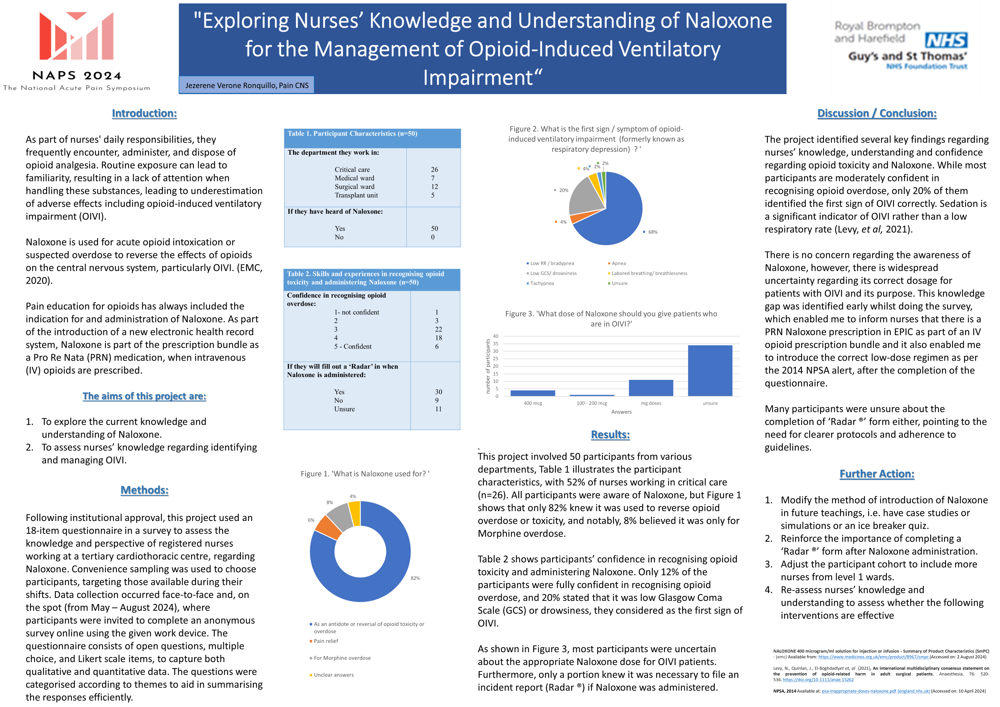 NAPS 2024
The National Acute Pain Symposium
"Exploring Nurses’ Knowledge and Understanding of Naloxone
for the Management of Opioid-Induced Ventilatory
Impairment“
Jezerene Verone Ronquillo, Pain CNS
Royal Brompton
and Harefield
NHS
Guy's and St Thomas'
NHS Foundation Trust
Introduction:
As part of nurses' daily responsibilities, they
frequently encounter, administer, and dispose of
opioid analgesia. Routine exposure can lead to
familiarity, resulting in a lack of attention when
handling these substances, leading to underestimation
of adverse effects including opioid-induced ventilatory
impairment (OIVI).
Naloxone is used for acute opioid intoxication or
suspected overdose to reverse the effects of opioids
on the central nervous system, particularly OIVI. (EMC,
2020).
Pain education for opioids has always included the
indication for and administration of Naloxone. As part
of the introduction of a new electronic health record
system, Naloxone is part of the prescription bundle as
a Pro Re Nata (PRN) medication, when intravenous
(IV) opioids are prescribed.
The aims of this project are:
1. To explore the current knowledge and
understanding of Naloxone.
2. To assess nurses’ knowledge regarding identifying
and managing OIVI.
Methods:
Following institutional approval, this project used an
18-item questionnaire in a survey to assess the
knowledge and perspective of registered nurses
working at a tertiary cardiothoracic centre, regarding
Naloxone. Convenience sampling was used to choose
participants, targeting those available during their
shifts. Data collection occurred face-to-face and, on
the spot (from May – August 2024), where
participants were invited to complete an anonymous
survey online using the given work device. The
questionnaire consists of open questions, multiple
choice, and Likert scale items, to capture both
qualitative and quantitative data. The questions were
categorised according to themes to aid in summarising
the responses efficiently.
Table 1. Participant Characteristics (n=50)
The department they work in:
Critical care 26
Medical ward 7
Surgical ward 12
Transplant unit 5
If they have heard of Naloxone:
Yes 50
No 0
Table 2. Skills and experiences in recognising opioid
toxicity and administering Naloxone (n=50)
Confidence in recognising opioid
overdose:
1- not confident 1
2 3
3 22
4 18
5 - Confident 6
If they will fill out a ‘Radar’ in when
Naloxone is administered:
Yes 30
No 9
Unsure 11
Figure 1. 'What is Naloxone used for? '
4%
8%
6%
82%
As an antidote or reversal of opioid toxicity or
overdose
Pain relief
For Morphine overdose
Unclear answers
Figure 2. What is the first sign / symptom of opioid-
induced ventilatory impairment (formerly known as
respiratory depression) ? '
2%
2%
4%
20%
4%
68%
Low RR / bradypnea
Apnea
Low GCS/ drowsiness
Labored breathing/ breathlessness
Tachypnea
Unsure
Figure 3. 'What dose of Naloxone should you give patients who
are in OIVI?'
number of participants
40
35
30
25
20
15
10
5
0
400 mcg 100 - 200 mcg mg doses unsure
Answers
Results:
-
This project involved 50 participants from various
departments, Table 1 illustrates the participant
characteristics, with 52% of nurses working in critical care
(n=26). All participants were aware of Naloxone, but Figure 1
shows that only 82% knew it was used to reverse opioid
overdose or toxicity, and notably, 8% believed it was only for
Morphine overdose.
Table 2 shows participants’ confidence in recognising opioid
toxicity and administering Naloxone. Only 12% of the
participants were fully confident in recognising opioid
overdose, and 20% stated that it was low Glasgow Coma
Scale (GCS) or drowsiness, they considered as the first sign of
OIVI.
As shown in Figure 3, most participants were uncertain
about the appropriate Naloxone dose for OIVI patients.
Furthermore, only a portion knew it was necessary to file an
incident report (Radar ®) if Naloxone was administered.
Discussion / Conclusion:
The project identified several key findings regarding
nurses’ knowledge, understanding and confidence
regarding opioid toxicity and Naloxone. While most
participants are moderately confident in
recognising opioid overdose, only 20% of them
identified the first sign of OIVI correctly. Sedation is
a significant indicator of OIVI rather than a low
respiratory rate (Levy, et al, 2021).
There is no concern regarding the awareness of
Naloxone, however, there is widespread
uncertainty regarding its correct dosage for
patients with OIVI and its purpose. This knowledge
gap was identified early whilst doing the survey,
which enabled me to inform nurses that there is a
PRN Naloxone prescription in EPIC as part of an IV
opioid prescription bundle and it also enabled me
to introduce the correct low-dose regimen as per
the 2014 NPSA alert, after the completion of the
questionnaire.
Many participants were unsure about the
completion of ‘Radar ®’ form either, pointing to the
need for clearer protocols and adherence to
guidelines.
Further Action:
1. Modify the method of introduction of Naloxone
in future teachings, i.e. have case studies or
simulations or an ice breaker quiz.
2. Reinforce the importance of completing a
‘Radar ®’ form after Naloxone administration.
3. Adjust the participant cohort to include more
nurses from level 1 wards.
4. Re-assess nurses’ knowledge and
understanding to assess whether the following
interventions are effective
NALOXONE 400 microgram/ml solution for injection or infusion - Summary of Product Characteristics (SmPC)
- (emc) Available from: https://www.medicines.org.uk/emc/product/8967/smpc (Accessed on: 2 August 2024)
Levy, N., Quinlan, J., El-Boghdadlyet et, al (2021), An international multidisciplinary consensus statement on
the prevention of opioid-related harm in adult surgical patients. Anaesthesia, 76: 520-
536. https://doi.org/10.1111/anae.15262
NPSA, 2014 Available at: psa-inappropriate-doses-naloxone.pdf (england.nhs.uk) (Accessed on: 10 April 2024)